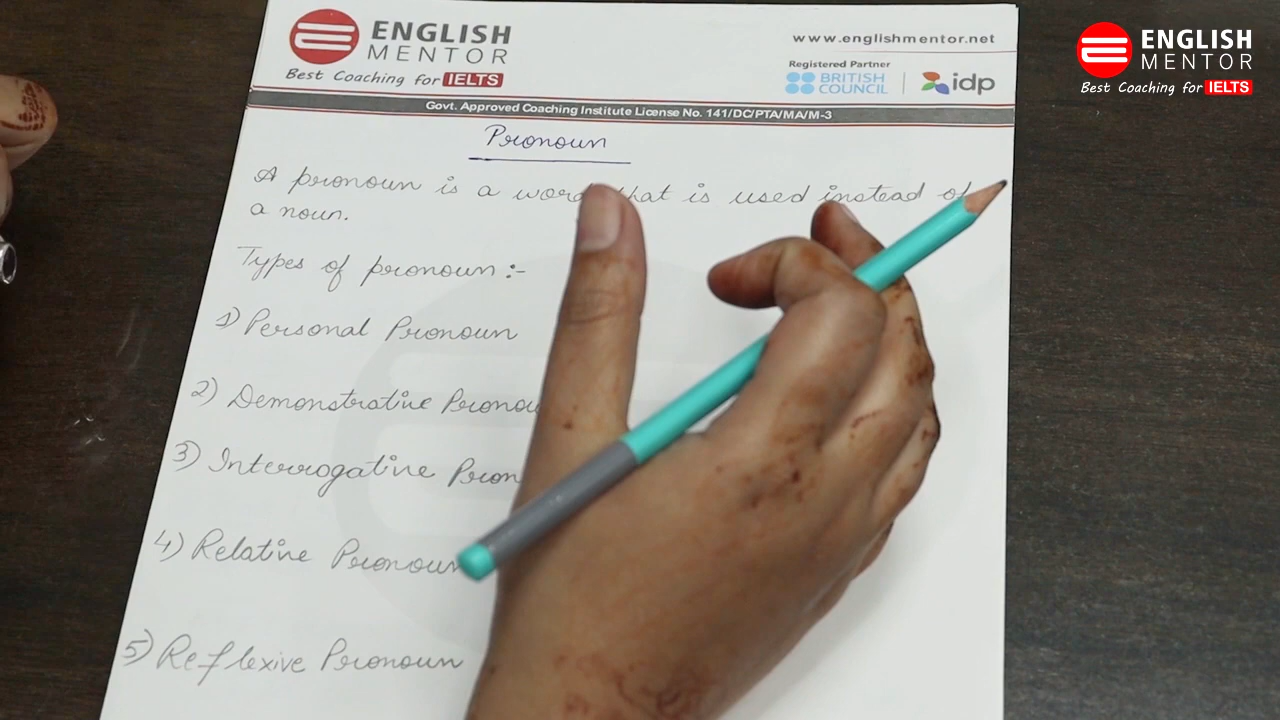 ENGLISH
MENTOR
Best Coaching for IELTS
www.englishmentor.net
Registered Partner
BRITISH
COUNCIL
idp
Govt. Approved Coaching Institute License No. 141/DC/PTA/MA/M-3
ENGLISH
MENTOR
Best Coaching for IELTS
Pronoun
A pronoun is a word that is used instead of
a noun.
Types of pronoun :-
1) Personal Pronoun
2) Demonstrative Pronou
3) Interrogative Pron
4) Relative Pronoun
5) Reflexive Pronoun